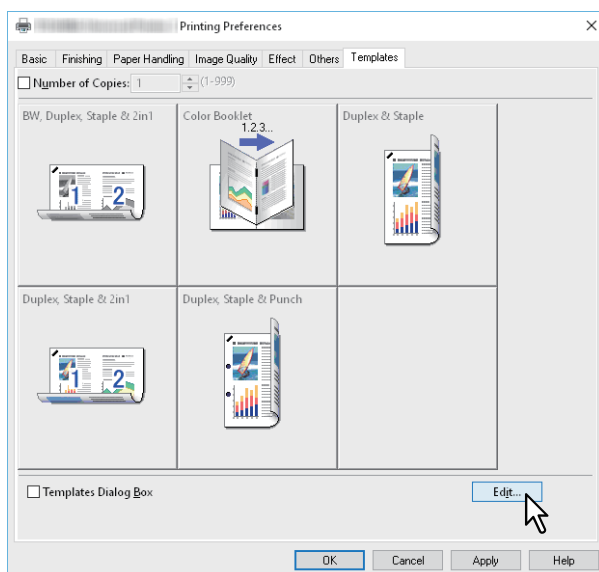 Printing Preferences
Basic Finishing Paper Handling Image Quality Effect Others Templates
Number of Copies: 1 (1-999)
BW, Duplex, Staple & 2in1
Color Booklet
Duplex & Staple
1.2.3...
1 2
Duplex, Staple & 2in1
Duplex, Staple & Punch
1 2
Templates Dialog Box
Edit...
OK Cancel Apply Help